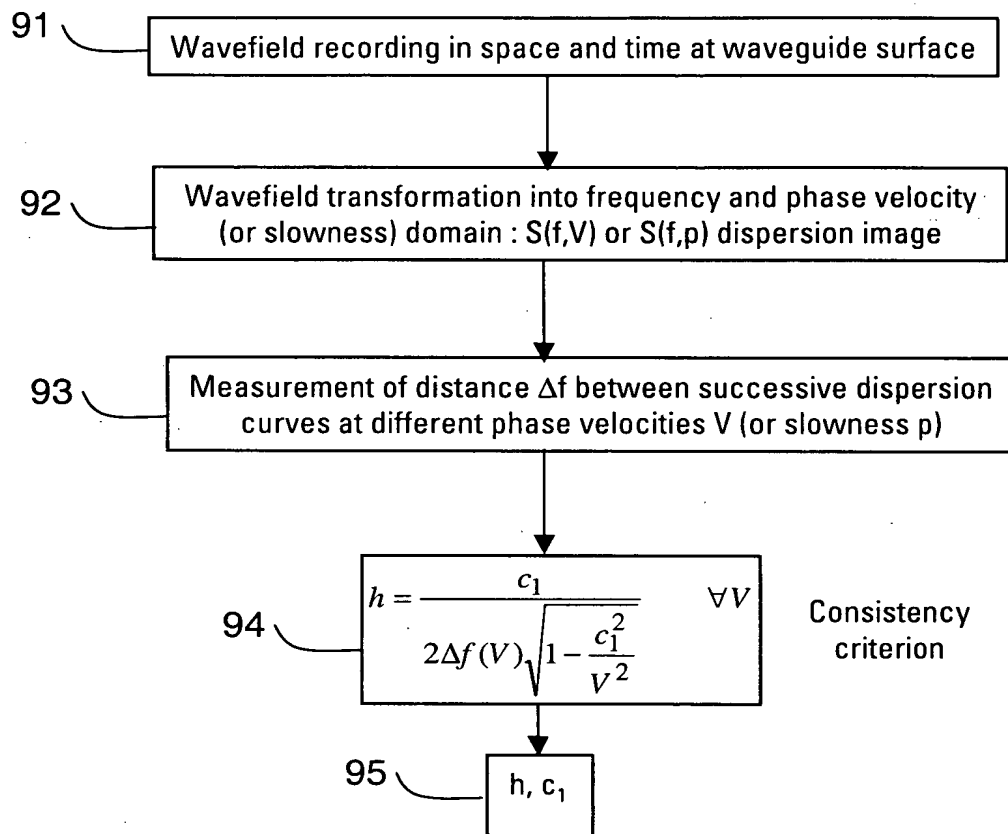 91
Wavefield recording in space and time at waveguide surface
92
Wavefield transformation into frequency and phase velocity
(or slowness) domain : S(f,V) or S(f,p) dispersion image
93
Measurement of distance Δf between successive dispersion
curves at different phase velocities V (or slowness p)
94
h = c₁ / (2Δf(V)√(1 − c₁²/V²)) ∀V
Consistency
criterion
95
h, c₁